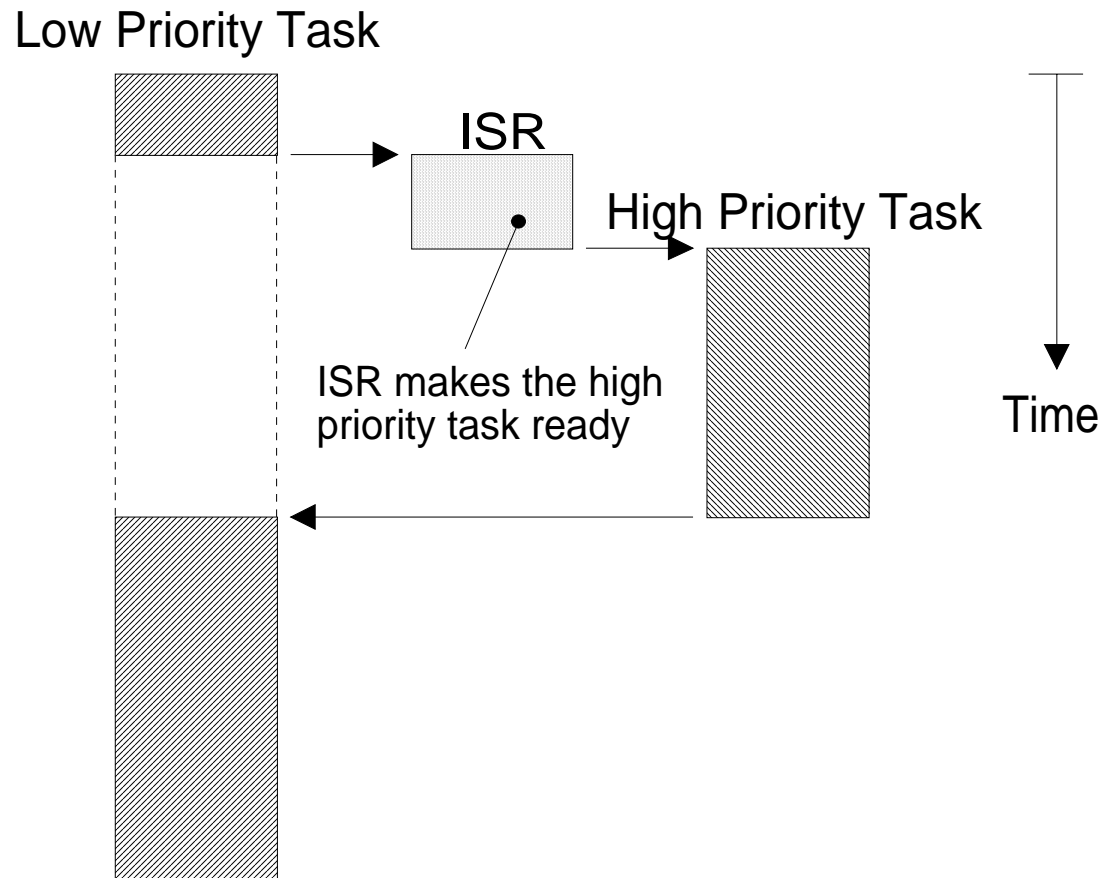 Low Priority Task
ISR
High Priority Task
ISR makes the high
priority task ready
Time